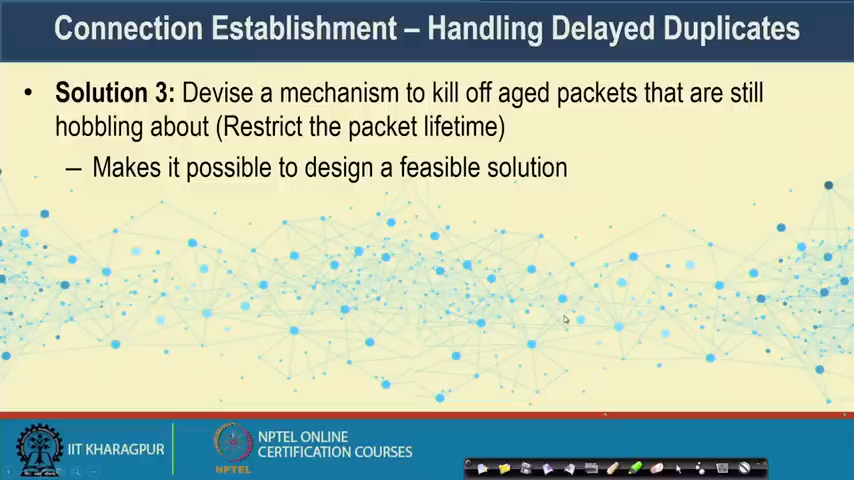 Connection Establishment – Handling Delayed Duplicates
• Solution 3: Devise a mechanism to kill off aged packets that are still
hobbling about (Restrict the packet lifetime)
– Makes it possible to design a feasible solution
IIT KHARAGPUR
NPTEL
NPTEL ONLINE
CERTIFICATION COURSES